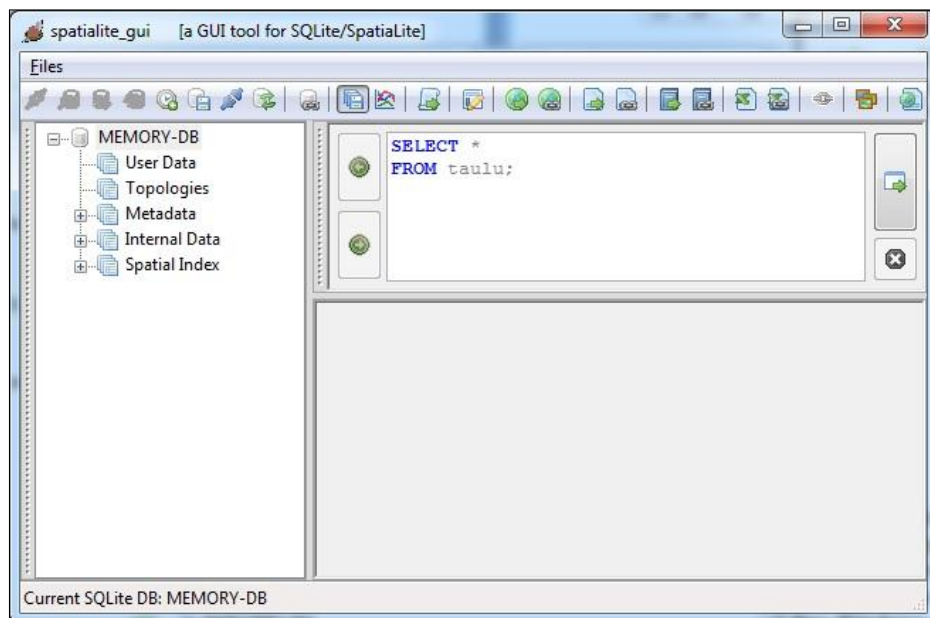 spatialite_gui [a GUI tool for SQLite/SpatiaLite]
Files
MEMORY-DB
User Data
Topologies
Metadata
Internal Data
Spatial Index
SELECT *
FROM taulu;
Current SQLite DB: MEMORY-DB